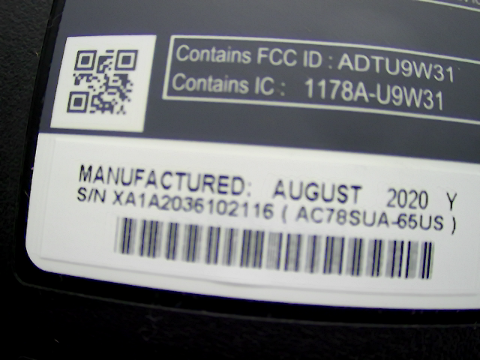 Contains FCC ID : ADTU9W31
Contains IC : 1178A-U9W31
MANUFACTURED: AUGUST 2020 Y
S/N XA1A2036102116 ( AC78SUA-65US )